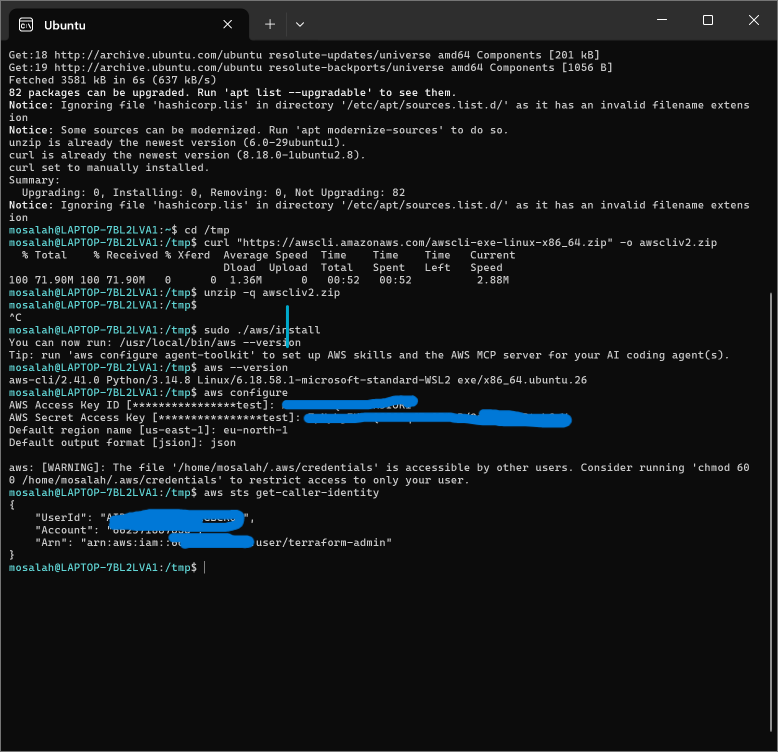 Ubuntu
Get:18 http://archive.ubuntu.com/ubuntu resolute-updates/universe amd64 Components [201 kB]
Get:19 http://archive.ubuntu.com/ubuntu resolute-backports/universe amd64 Components [1056 B]
Fetched 3581 kB in 6s (637 kB/s)
82 packages can be upgraded. Run 'apt list --upgradable' to see them.
Notice: Ignoring file 'hashicorp.lis' in directory '/etc/apt/sources.list.d/' as it has an invalid filename extens
ion
Notice: Some sources can be modernized. Run 'apt modernize-sources' to do so.
unzip is already the newest version (6.0-29ubuntu1).
curl is already the newest version (8.18.0-1ubuntu2.8).
curl set to manually installed.
Summary:
  Upgrading: 0, Installing: 0, Removing: 0, Not Upgrading: 82
Notice: Ignoring file 'hashicorp.lis' in directory '/etc/apt/sources.list.d/' as it has an invalid filename extens
ion
mosalah@LAPTOP-7BL2LVA1:~$ cd /tmp
mosalah@LAPTOP-7BL2LVA1:/tmp$ curl "https://awscli.amazonaws.com/awscli-exe-linux-x86_64.zip" -o awscliv2.zip
  % Total    % Received % Xferd  Average Speed  Time    Time    Time   Current
                                 Dload  Upload  Total   Spent   Left   Speed
100 71.90M 100 71.90M   0      0  1.36M      0   00:52   00:52          2.88M
mosalah@LAPTOP-7BL2LVA1:/tmp$ unzip -q awscliv2.zip
mosalah@LAPTOP-7BL2LVA1:/tmp$
^C
mosalah@LAPTOP-7BL2LVA1:/tmp$ sudo ./aws/install
You can now run: /usr/local/bin/aws --version
Tip: run 'aws configure agent-toolkit' to set up AWS skills and the AWS MCP server for your AI coding agent(s).
mosalah@LAPTOP-7BL2LVA1:/tmp$ aws --version
aws-cli/2.41.0 Python/3.14.8 Linux/6.18.58.1-microsoft-standard-WSL2 exe/x86_64.ubuntu.26
mosalah@LAPTOP-7BL2LVA1:/tmp$ aws configure
AWS Access Key ID [****************test]:
AWS Secret Access Key [****************test]:
Default region name [us-east-1]: eu-north-1
Default output format [jsion]: json
aws: [WARNING]: The file '/home/mosalah/.aws/credentials' is accessible by other users. Consider running 'chmod 60
0 /home/mosalah/.aws/credentials' to restrict access to only your user.
mosalah@LAPTOP-7BL2LVA1:/tmp$ aws sts get-caller-identity
{
    "UserId": "
    "Account": "
    "Arn": "arn:aws:iam:: user/terraform-admin"
}
mosalah@LAPTOP-7BL2LVA1:/tmp$